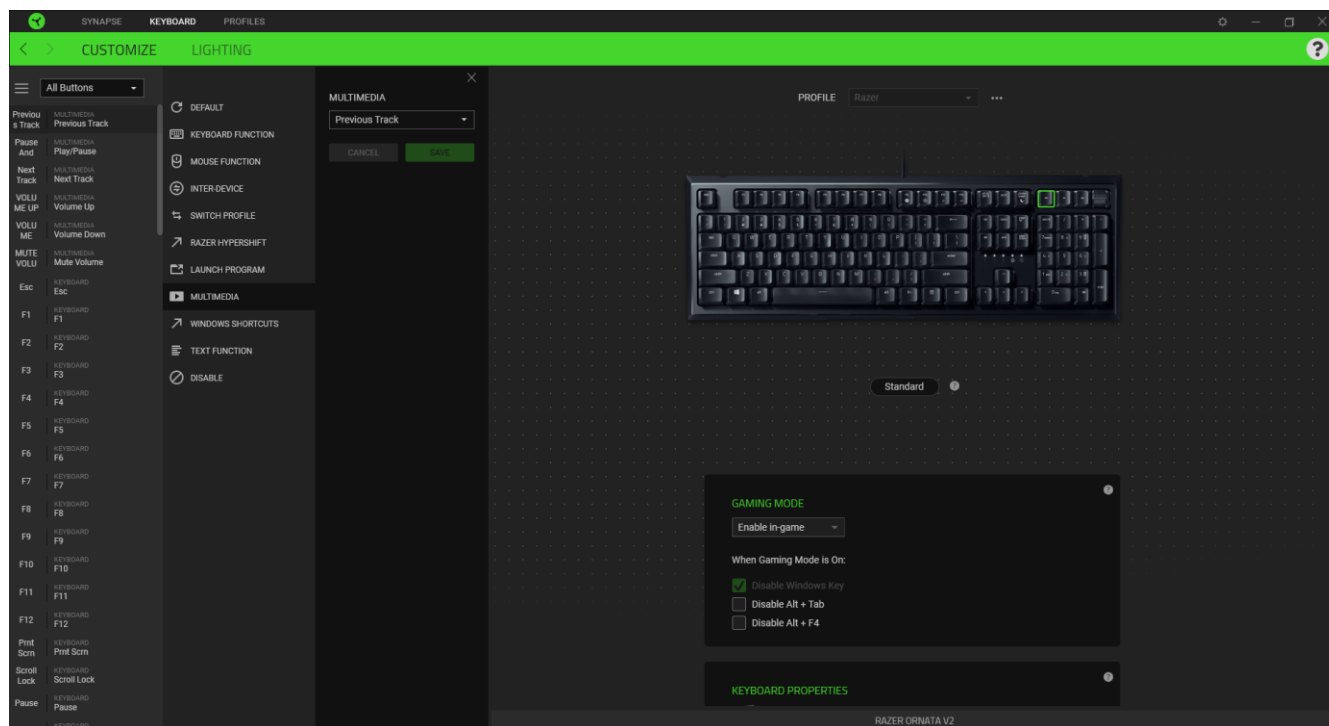 SYNAPSE KEYBOARD PROFILES
CUSTOMIZE LIGHTING
?
All Buttons
Previou
s Track
MULTIMEDIA
Previous Track
Pause
And
MULTIMEDIA
Play/Pause
Next
Track
MULTIMEDIA
Next Track
VOLU
ME UP
MULTIMEDIA
Volume Up
VOLU
ME
MULTIMEDIA
Volume Down
MUTE
VOLU
MULTIMEDIA
Mute Volume
Esc
KEYBOARD
Esc
F1
KEYBOARD
F1
F2
KEYBOARD
F2
F3
KEYBOARD
F3
F4
KEYBOARD
F4
F5
KEYBOARD
F5
F6
KEYBOARD
F6
F7
KEYBOARD
F7
F8
KEYBOARD
F8
F9
KEYBOARD
F9
F10
KEYBOARD
F10
F11
KEYBOARD
F11
F12
KEYBOARD
F12
Prnt
Scrn
KEYBOARD
Prnt Scrn
Scroll
Lock
KEYBOARD
Scroll Lock
Pause
KEYBOARD
Pause
KEYBOARD
DEFAULT
KEYBOARD FUNCTION
MOUSE FUNCTION
INTER-DEVICE
SWITCH PROFILE
RAZER HYPERSHIFT
LAUNCH PROGRAM
MULTIMEDIA
WINDOWS SHORTCUTS
TEXT FUNCTION
DISABLE
MULTIMEDIA
Previous Track
CANCEL SAVE
PROFILE Razer
Standard ?
GAMING MODE ?
Enable in-game
When Gaming Mode is On:
Disable Windows Key
Disable Alt + Tab
Disable Alt + F4
KEYBOARD PROPERTIES ?
RAZER ORNATA V2